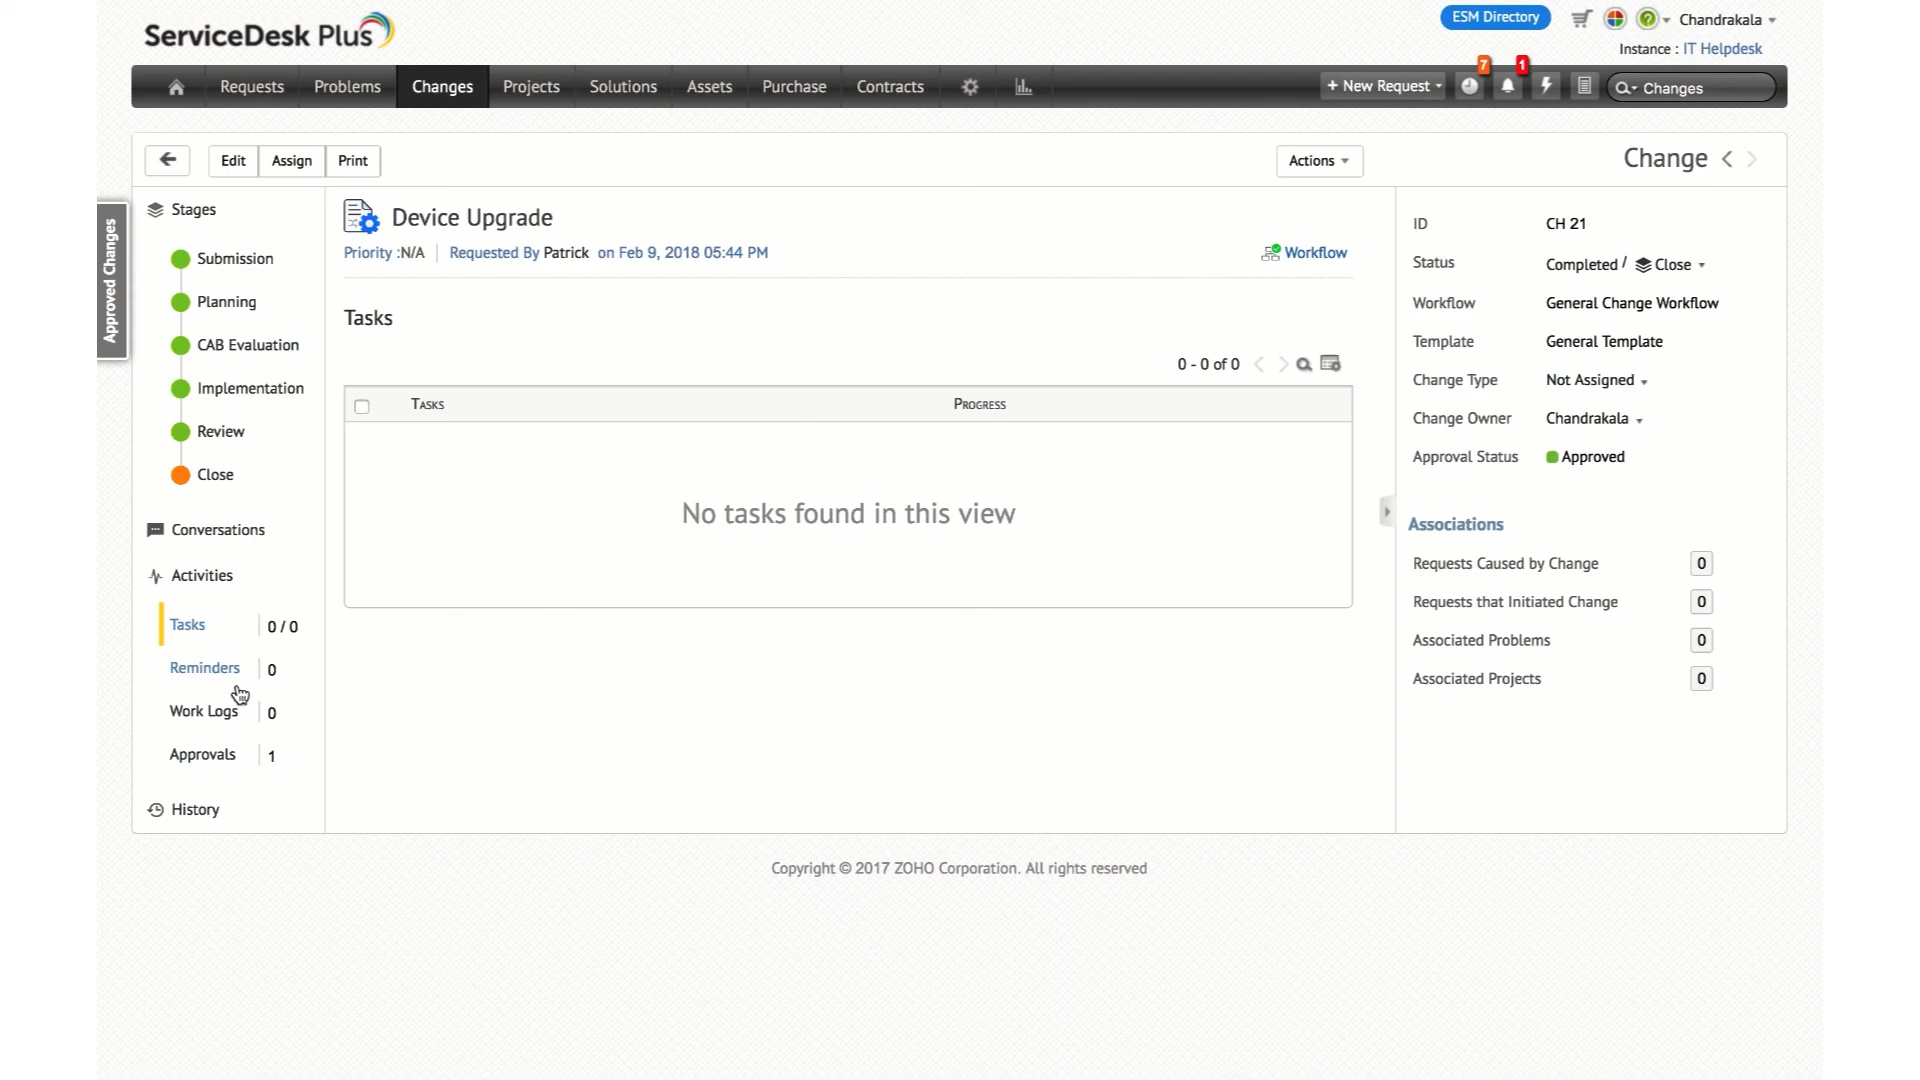 ServiceDesk Plus
ESM Directory
Chandrakala
Instance : IT Helpdesk
Requests
Problems
Changes
Projects
Solutions
Assets
Purchase
Contracts
+ New Request
7
1
Changes
Edit
Assign
Print
Actions
Change
Approved Changes
Stages
Submission
Planning
CAB Evaluation
Implementation
Review
Close
Conversations
Activities
Tasks 0 / 0
Reminders 0
Work Logs 0
Approvals 1
History
Device Upgrade
Priority :N/A
Requested By Patrick on Feb 9, 2018 05:44 PM
Workflow
Tasks
0 - 0 of 0
Tasks
Progress
No tasks found in this view
ID CH 21
Status Completed / Close
Workflow General Change Workflow
Template General Template
Change Type Not Assigned
Change Owner Chandrakala
Approval Status Approved
Associations
Requests Caused by Change 0
Requests that Initiated Change 0
Associated Problems 0
Associated Projects 0
Copyright © 2017 ZOHO Corporation. All rights reserved